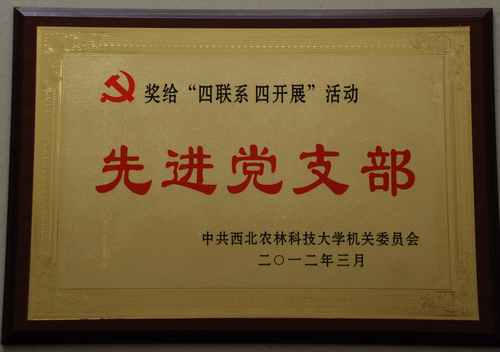 奖给“四联系 四开展”活动
先进党支部
中共西北农林科技大学机关委员会
二〇一二年三月